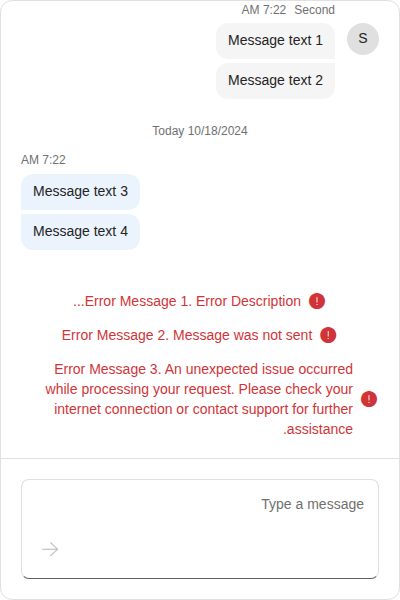 AM 7:22 Second
Message text 1
S
Message text 2
Today 10/18/2024
AM 7:22
Message text 3
Message text 4
...Error Message 1. Error Description
Error Message 2. Message was not sent
Error Message 3. An unexpected issue occurred
while processing your request. Please check your
internet connection or contact support for further
.assistance
Type a message